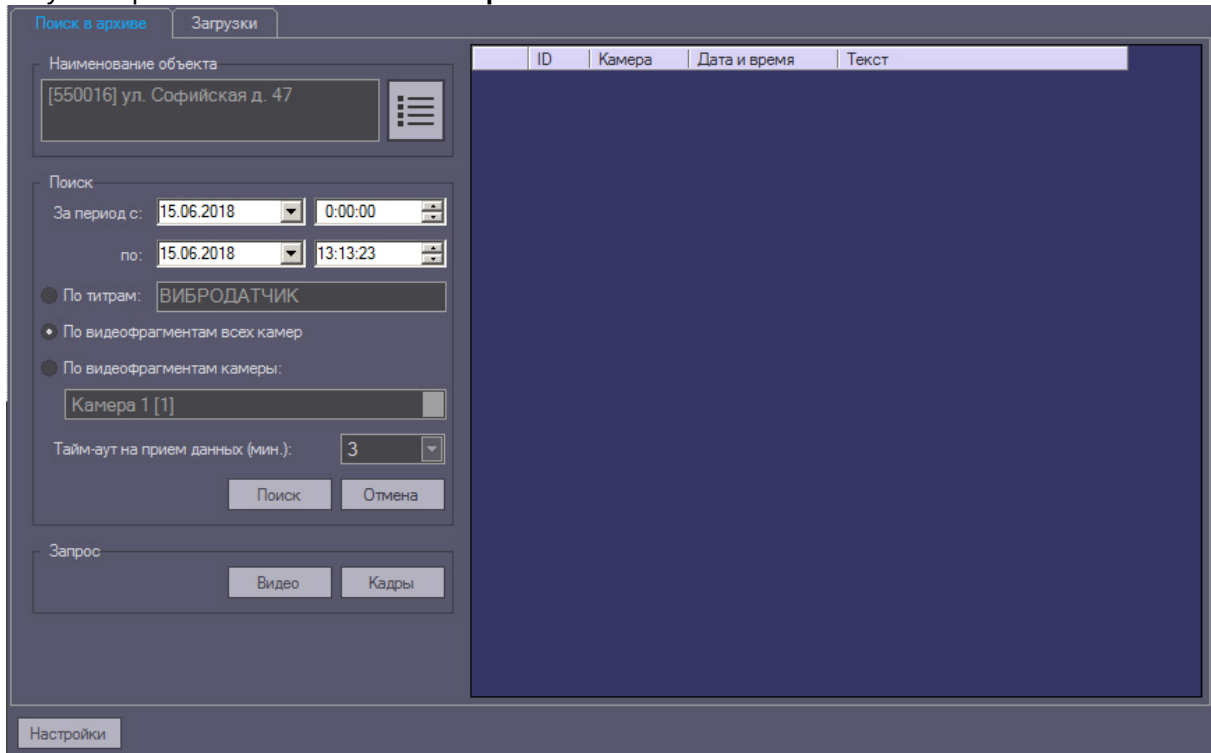 Поиск в архиве
Загрузки
Наименование объекта
[550016] ул. Софийская д. 47
Поиск
За период с: 15.06.2018 0:00:00
по: 15.06.2018 13:13:23
По титрам: ВИБРОДАТЧИК
По видеофрагментам всех камер
По видеофрагментам камеры:
Камера 1 [1]
Тайм-аут на прием данных (мин.): 3
Поиск Отмена
Запрос
Видео Кадры
ID Камера Дата и время Текст
Настройки